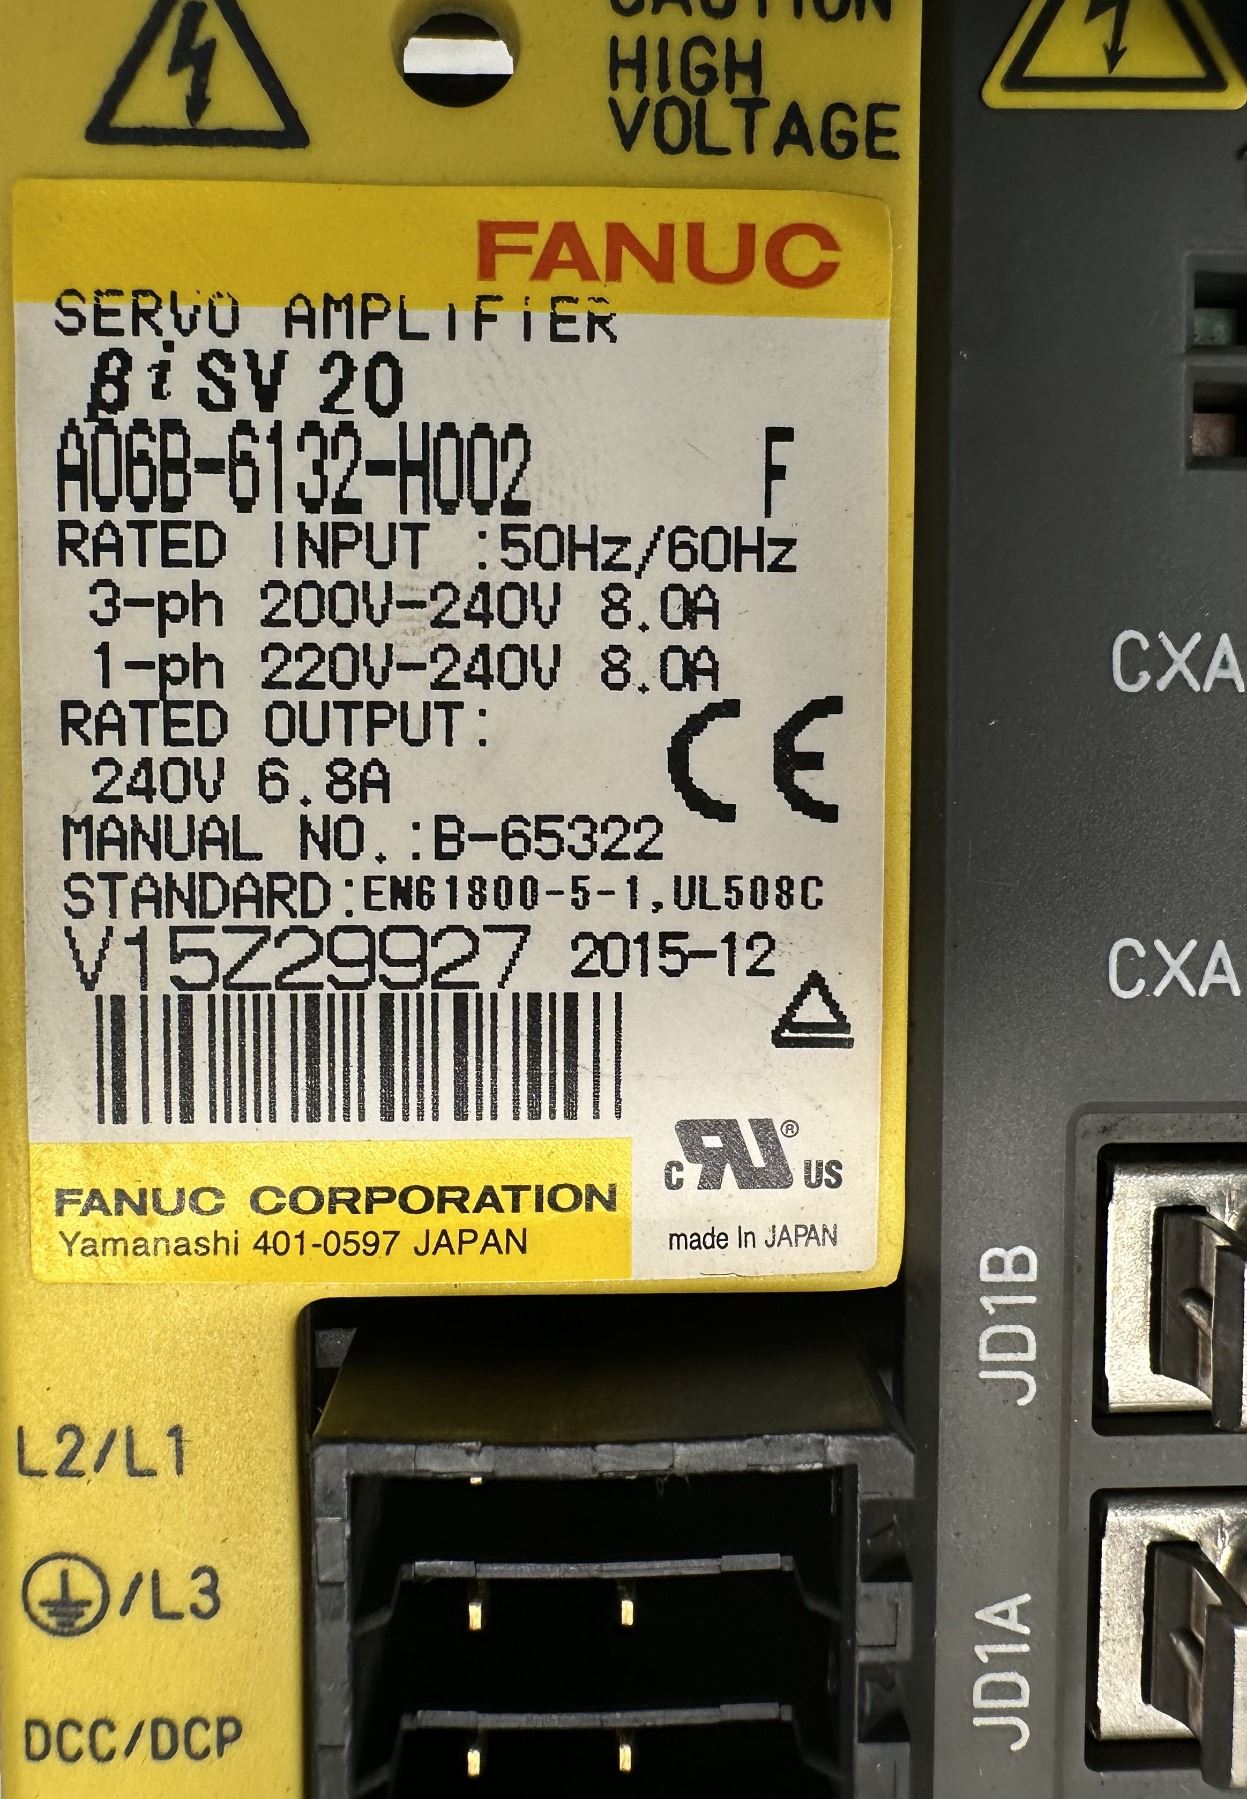 CAUTION
HIGH
VOLTAGE
FANUC
SERVO AMPLIFIER
βi SV 20
A06B-6132-H002 F
RATED INPUT :50Hz/60Hz
3-ph 200V-240V 8.0A
1-ph 220V-240V 8.0A
RATED OUTPUT:
240V 6.8A
CE
MANUAL NO.:B-65322
STANDARD:EN61800-5-1,UL508C
V15Z29927 2015-12
c RU ® US
FANUC CORPORATION
Yamanashi 401-0597 JAPAN
made In JAPAN
L2/L1
/L3
DCC/DCP
CXA
CXA
JD1B
JD1A